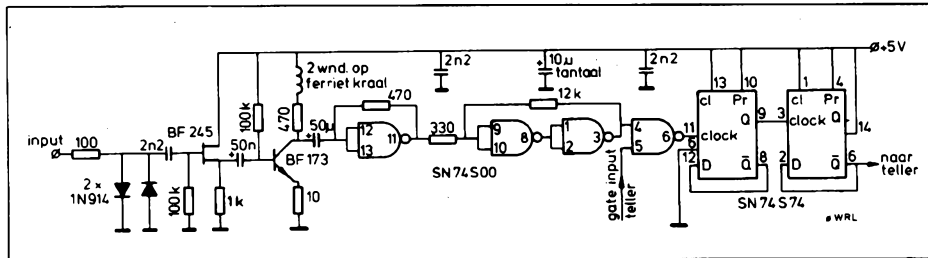 input
100
2 x
1N914
2n2
100k
BF 245
1k
+50n
100k
2 wnd. op
ferriet kraal
470
BF 173
10
+50µ
470
12
13
11
330
SN74S00
2n2
+10µ
tantaal
12k
9
10
8
1
2
3
4
5
6
gate input
teller
2n2
ø+5V
13
10
cl
Pr
Q
9
11
clock
6
12
D
Q̄
8
1
4
cl
Pr
Q
3
clock
14
2
D
Q̄
6
naar
teller
SN74S74
WRL